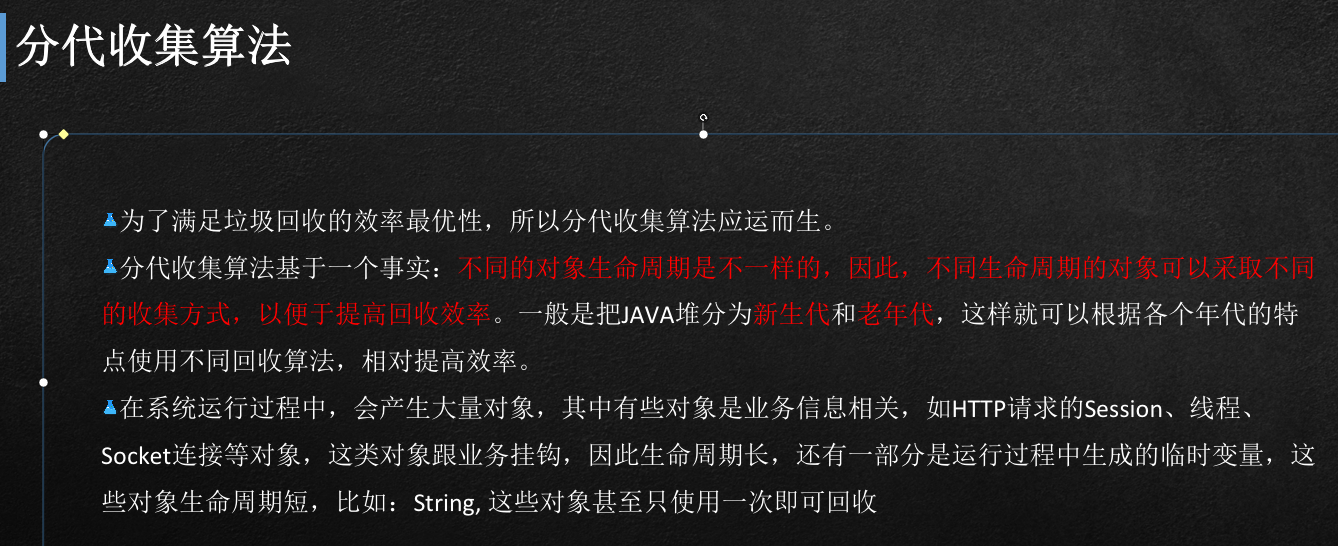 分代收集算法
为了满足垃圾回收的效率最优性，所以分代收集算法应运而生。
分代收集算法基于一个事实：不同的对象生命周期是不一样的，因此，不同生命周期的对象可以采取不同
的收集方式，以便于提高回收效率。一般是把JAVA堆分为新生代和老年代，这样就可以根据各个年代的特
点使用不同回收算法，相对提高效率。
在系统运行过程中，会产生大量对象，其中有些对象是业务信息相关，如HTTP请求的Session、线程、
Socket连接等对象，这类对象跟业务挂钩，因此生命周期长，还有一部分是运行过程中生成的临时变量，这
些对象生命周期短，比如：String, 这些对象甚至只使用一次即可回收